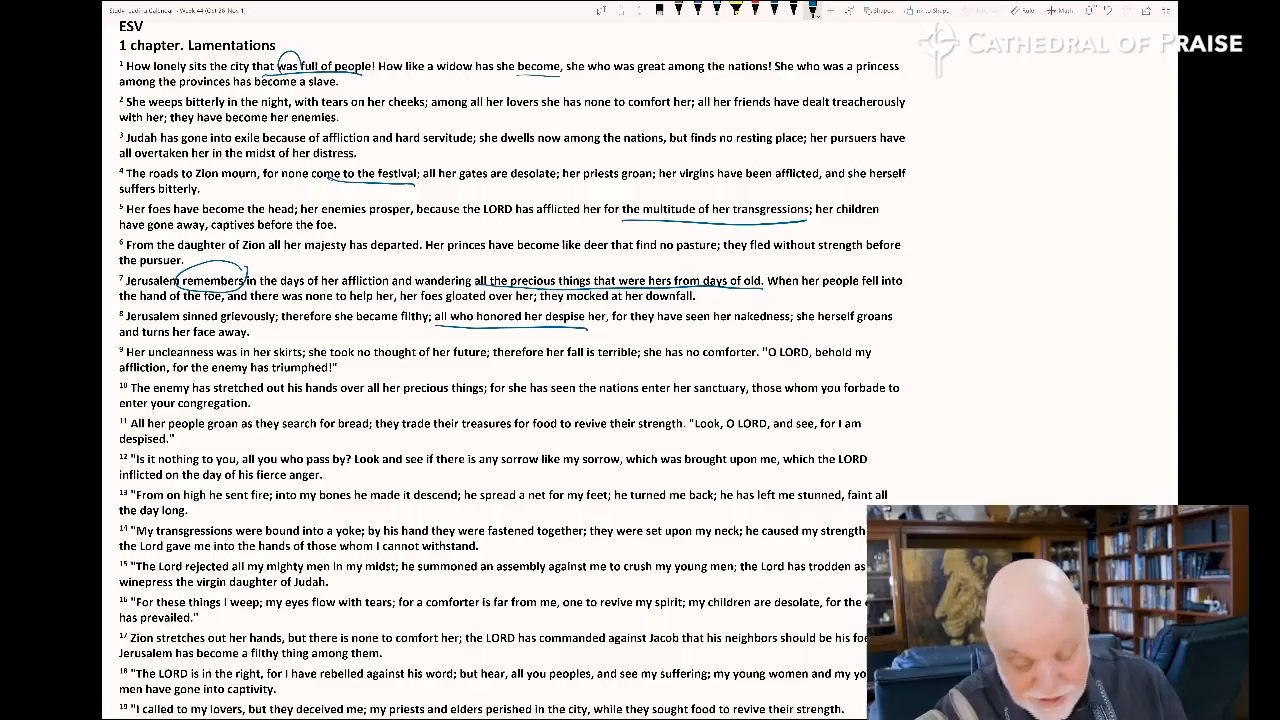 Study Reading Calendar - Week 44 (Oct 26-Nov 1)
Shapes
Ink to Shape
Rule
Math
CATHEDRAL OF PRAISE
ESV
1 chapter. Lamentations
1 How lonely sits the city that was full of people! How like a widow has she become, she who was great among the nations! She who was a princess
among the provinces has become a slave.
2 She weeps bitterly in the night, with tears on her cheeks; among all her lovers she has none to comfort her; all her friends have dealt treacherously
with her; they have become her enemies.
3 Judah has gone into exile because of affliction and hard servitude; she dwells now among the nations, but finds no resting place; her pursuers have
all overtaken her in the midst of her distress.
4 The roads to Zion mourn, for none come to the festival; all her gates are desolate; her priests groan; her virgins have been afflicted, and she herself
suffers bitterly.
5 Her foes have become the head; her enemies prosper, because the LORD has afflicted her for the multitude of her transgressions; her children
have gone away, captives before the foe.
6 From the daughter of Zion all her majesty has departed. Her princes have become like deer that find no pasture; they fled without strength before
the pursuer.
7 Jerusalem remembers in the days of her affliction and wandering all the precious things that were hers from days of old. When her people fell into
the hand of the foe, and there was none to help her, her foes gloated over her; they mocked at her downfall.
8 Jerusalem sinned grievously; therefore she became filthy; all who honored her despise her, for they have seen her nakedness; she herself groans
and turns her face away.
9 Her uncleanness was in her skirts; she took no thought of her future; therefore her fall is terrible; she has no comforter. "O LORD, behold my
affliction, for the enemy has triumphed!"
10 The enemy has stretched out his hands over all her precious things; for she has seen the nations enter her sanctuary, those whom you forbade to
enter your congregation.
11 All her people groan as they search for bread; they trade their treasures for food to revive their strength. "Look, O LORD, and see, for I am
despised."
12 "Is it nothing to you, all you who pass by? Look and see if there is any sorrow like my sorrow, which was brought upon me, which the LORD
inflicted on the day of his fierce anger.
13 "From on high he sent fire; into my bones he made it descend; he spread a net for my feet; he turned me back; he has left me stunned, faint all
the day long.
14 "My transgressions were bound into a yoke; by his hand they were fastened together; they were set upon my neck; he caused my strength
the Lord gave me into the hands of those whom I cannot withstand.
15 "The Lord rejected all my mighty men in my midst; he summoned an assembly against me to crush my young men; the Lord has trodden as
winepress the virgin daughter of Judah.
16 "For these things I weep; my eyes flow with tears; for a comforter is far from me, one to revive my spirit; my children are desolate, for the
has prevailed."
17 Zion stretches out her hands, but there is none to comfort her; the LORD has commanded against Jacob that his neighbors should be his
Jerusalem has become a filthy thing among them.
18 "The LORD is in the right, for I have rebelled against his word; but hear, all you peoples, and see my suffering; my young women and my
men have gone into captivity.
19 "I called to my lovers, but they deceived me; my priests and elders perished in the city, while they sought food to revive their strength.